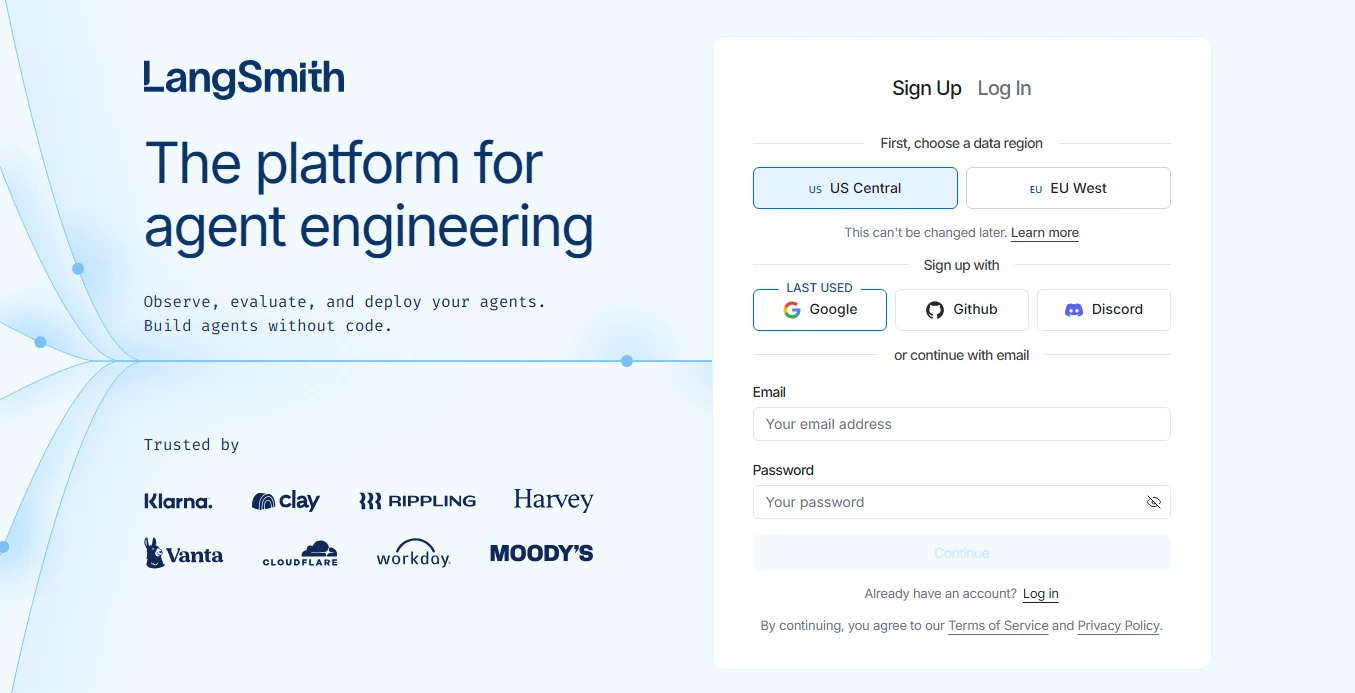 LangSmith
The platform for
agent engineering
Observe, evaluate, and deploy your agents.
Build agents without code.
Trusted by
Klarna.
clay
RIPPLING
Harvey
Vanta
CLOUDFLARE
workday.
MOODY'S
Sign Up Log In
First, choose a data region
US US Central
EU EU West
This can't be changed later. Learn more
Sign up with
LAST USED
Google
Github
Discord
or continue with email
Email
Your email address
Password
Your password
Continue
Already have an account? Log in
By continuing, you agree to our Terms of Service and Privacy Policy.